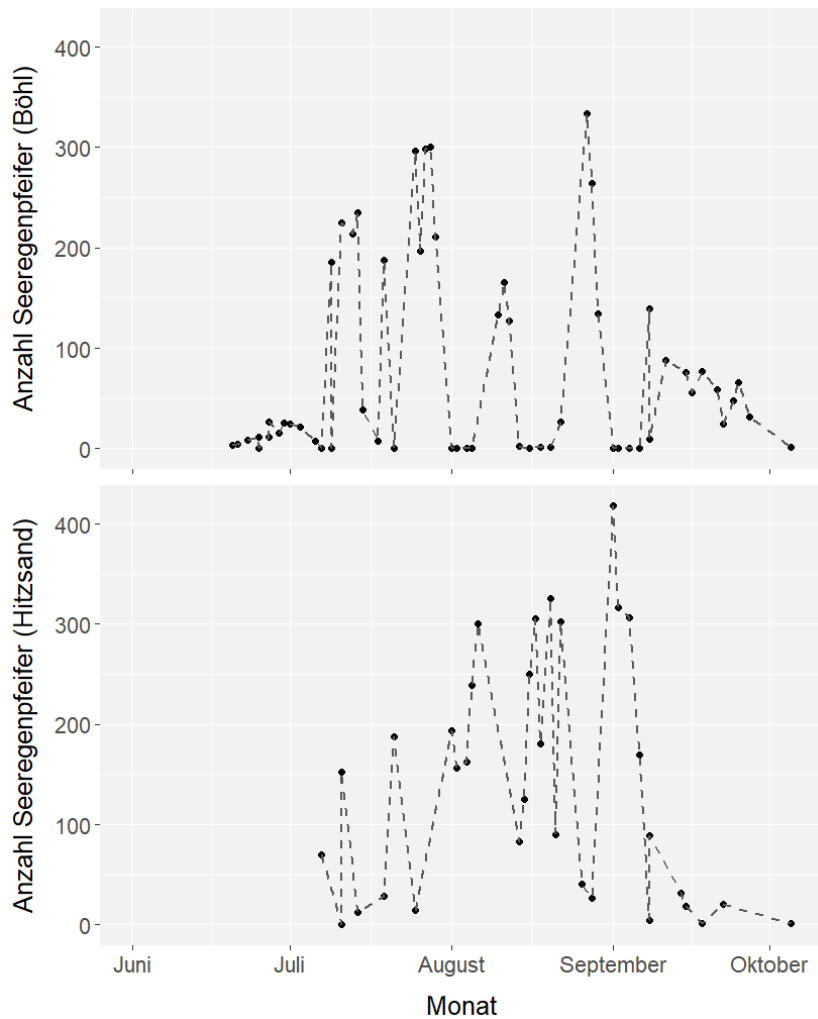 Anzahl Seeregenpfeifer (Böhl)
400
300
200
100
0
Anzahl Seeregenpfeifer (Hitzsand)
400
300
200
100
0
Juni Juli August September Oktober
Monat